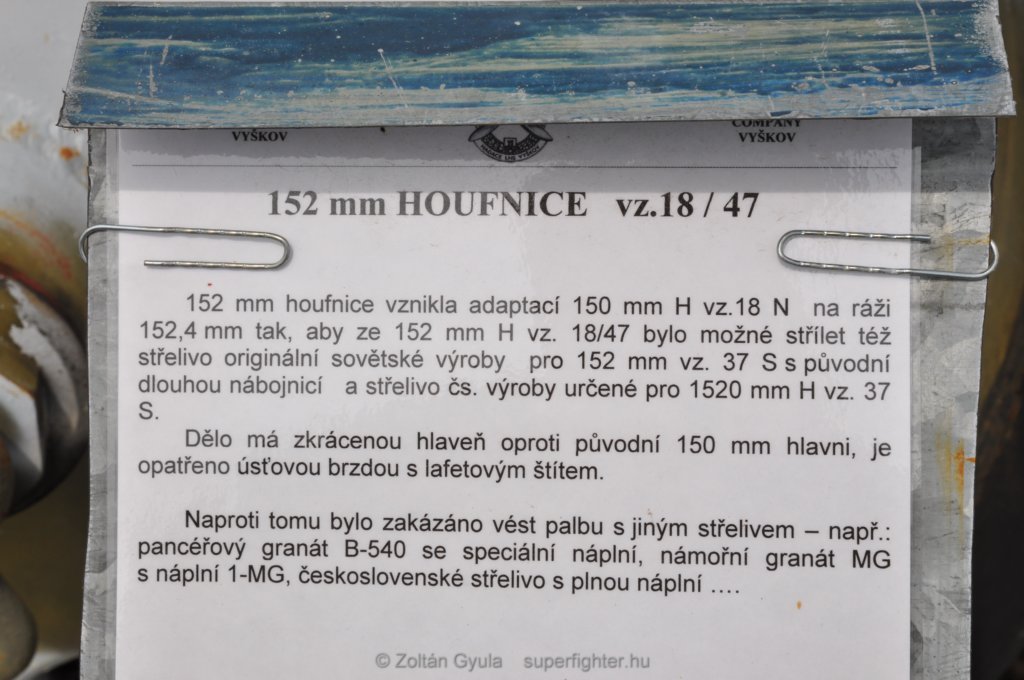 VYŠKOV
COMPANY
VYŠKOV
152 mm HOUFNICE vz.18 / 47
152 mm houfnice vznikla adaptací 150 mm H vz.18 N na ráži
152,4 mm tak, aby ze 152 mm H vz. 18/47 bylo možné střílet též
střelivo originální sovětské výroby pro 152 mm vz. 37 S s původní
dlouhou nábojnicí a střelivo čs. výroby určené pro 1520 mm H vz. 37
S.
Dělo má zkrácenou hlaveň oproti původní 150 mm hlavni, je
opatřeno úsťovou brzdou s lafetovým štítem.
Naproti tomu bylo zakázáno vést palbu s jiným střelivem – např.:
pancéřový granát B-540 se speciální náplní, námořní granát MG
s náplní 1-MG, československé střelivo s plnou náplní ….
© Zoltán Gyula superfighter.hu